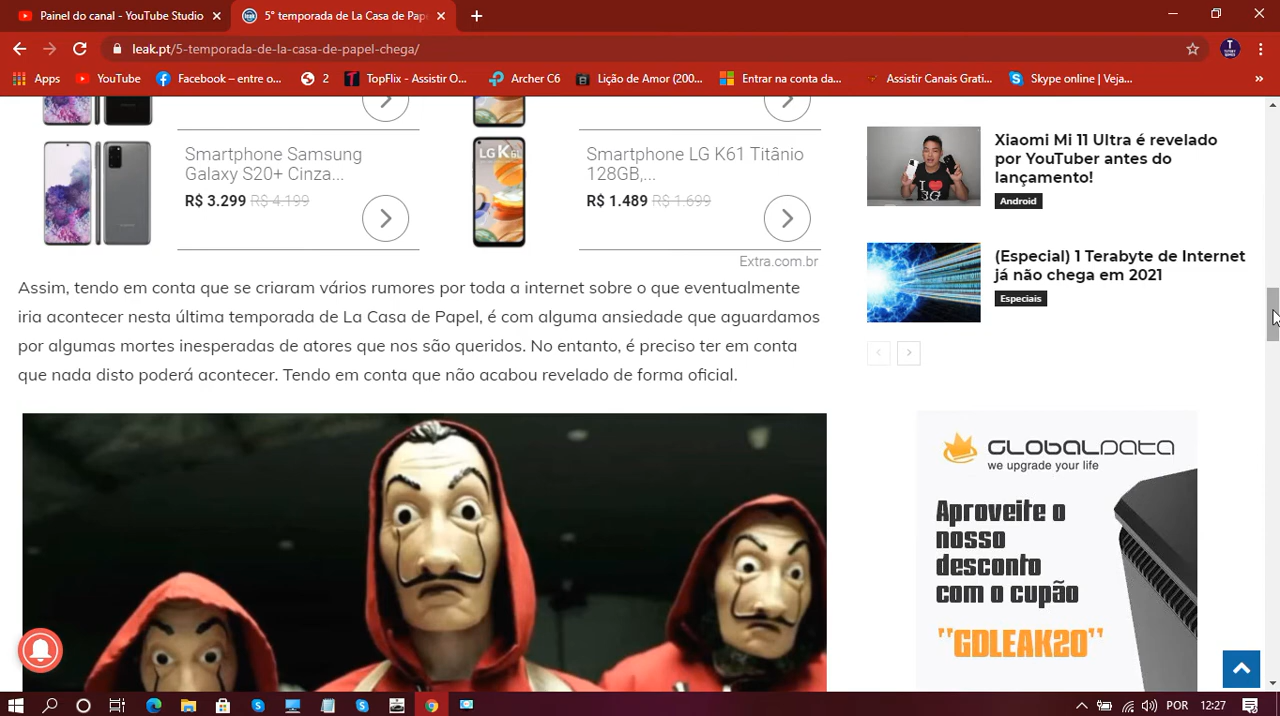 Painel do canal - YouTube Stu
5 Temporada de La Casa de Pap
leak.pt/5-temporada-de-la-casa-de-papel-chega/
Apps
YouTube
Facebook – entre o...
2
TopFlix - Assistir O...
Archer C6
Lição de Amor (200...
Entrar na conta da...
Assistir Canais Grati...
Skype online | Veja...
»
Smartphone Samsung
Galaxy S20+ Cinza...
R$ 3.299 R$ 4.199
LG K61
Smartphone LG K61 Titânio
128GB,...
R$ 1.489 R$ 1.699
Extra.com.br
Assim, tendo em conta que se criaram vários rumores por toda a internet sobre o que eventualmente
iria acontecer nesta última temporada de La Casa de Papel, é com alguma ansiedade que aguardamos
por algumas mortes inesperadas de atores que nos são queridos. No entanto, é preciso ter em conta
que nada disto poderá acontecer. Tendo em conta que não acabou revelado de forma oficial.
Xiaomi Mi 11 Ultra é revelado
por YouTuber antes do
lançamento!
Android
(Especial) 1 Terabyte de Internet
já não chega em 2021
Especiais
GLOBALDATA
we upgrade your life
Aproveite o
nosso
desconto
com o cupão
"GDLEAK20"
POR
12:27